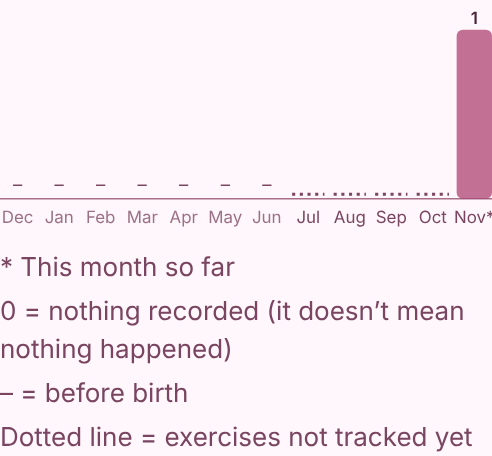 1
– – – – – – –
Dec Jan Feb Mar Apr May Jun Jul Aug Sep Oct Nov*
* This month so far
0 = nothing recorded (it doesn’t mean
nothing happened)
– = before birth
Dotted line = exercises not tracked yet